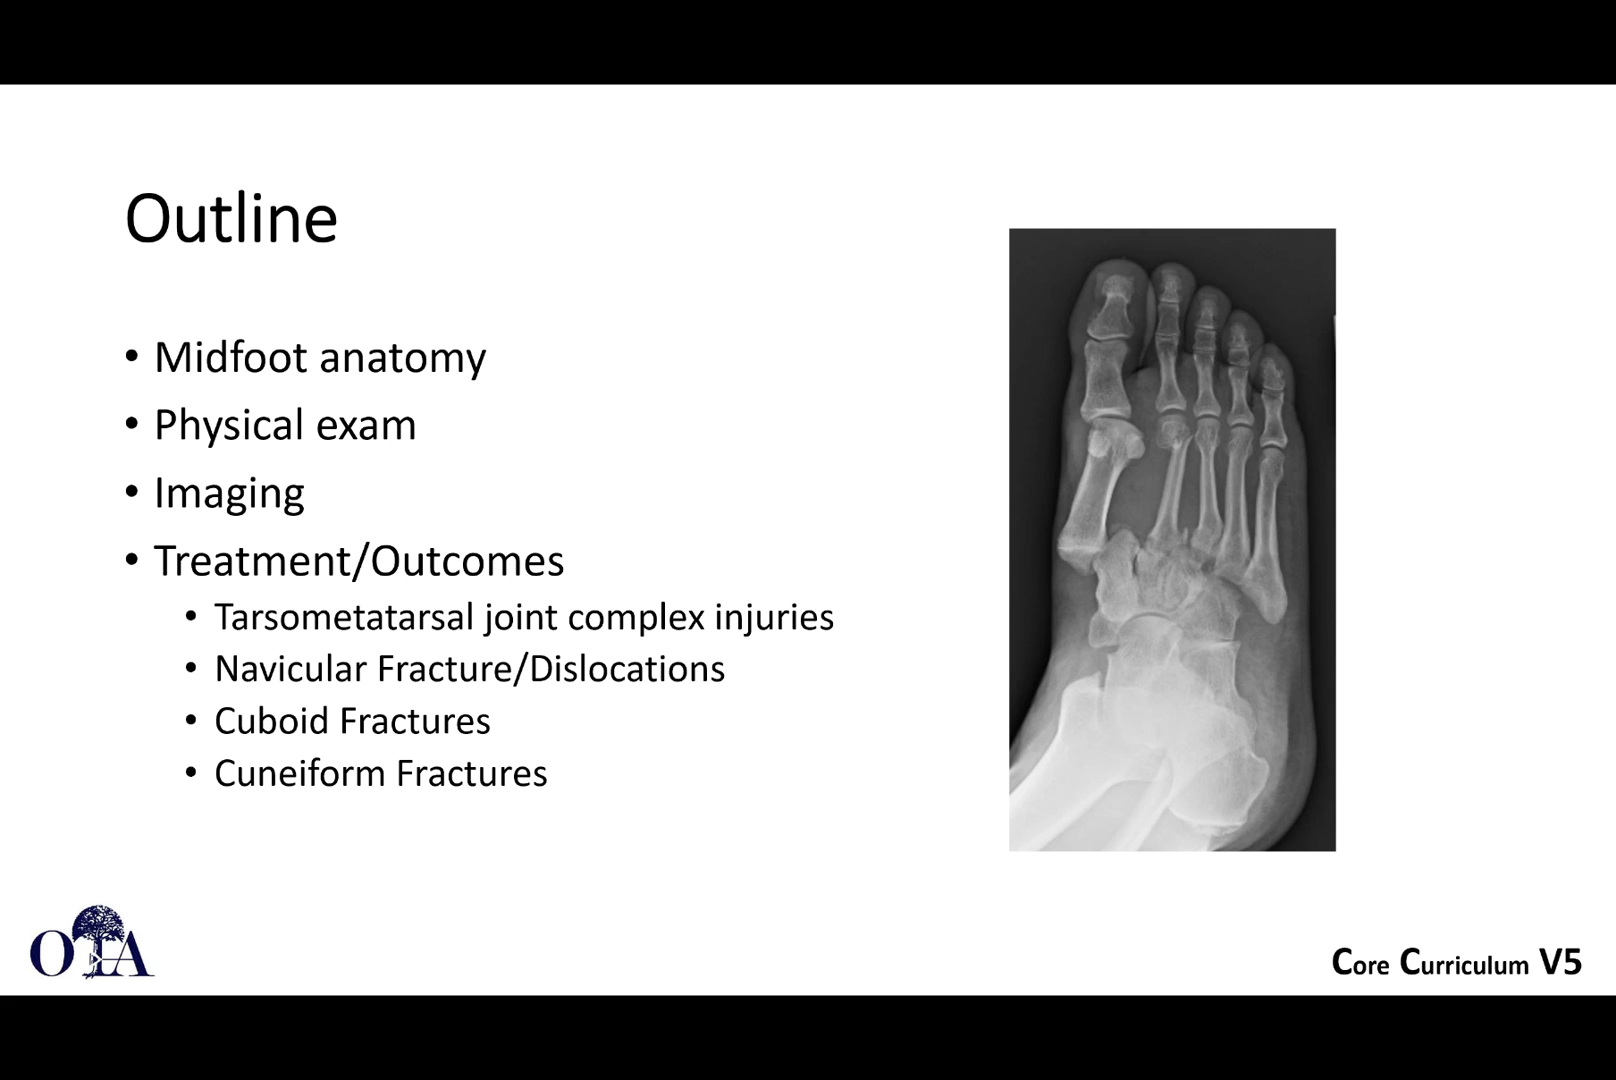 Outline
• Midfoot anatomy
• Physical exam
• Imaging
• Treatment/Outcomes
• Tarsometatarsal joint complex injuries
• Navicular Fracture/Dislocations
• Cuboid Fractures
• Cuneiform Fractures
OTA
Core Curriculum V5